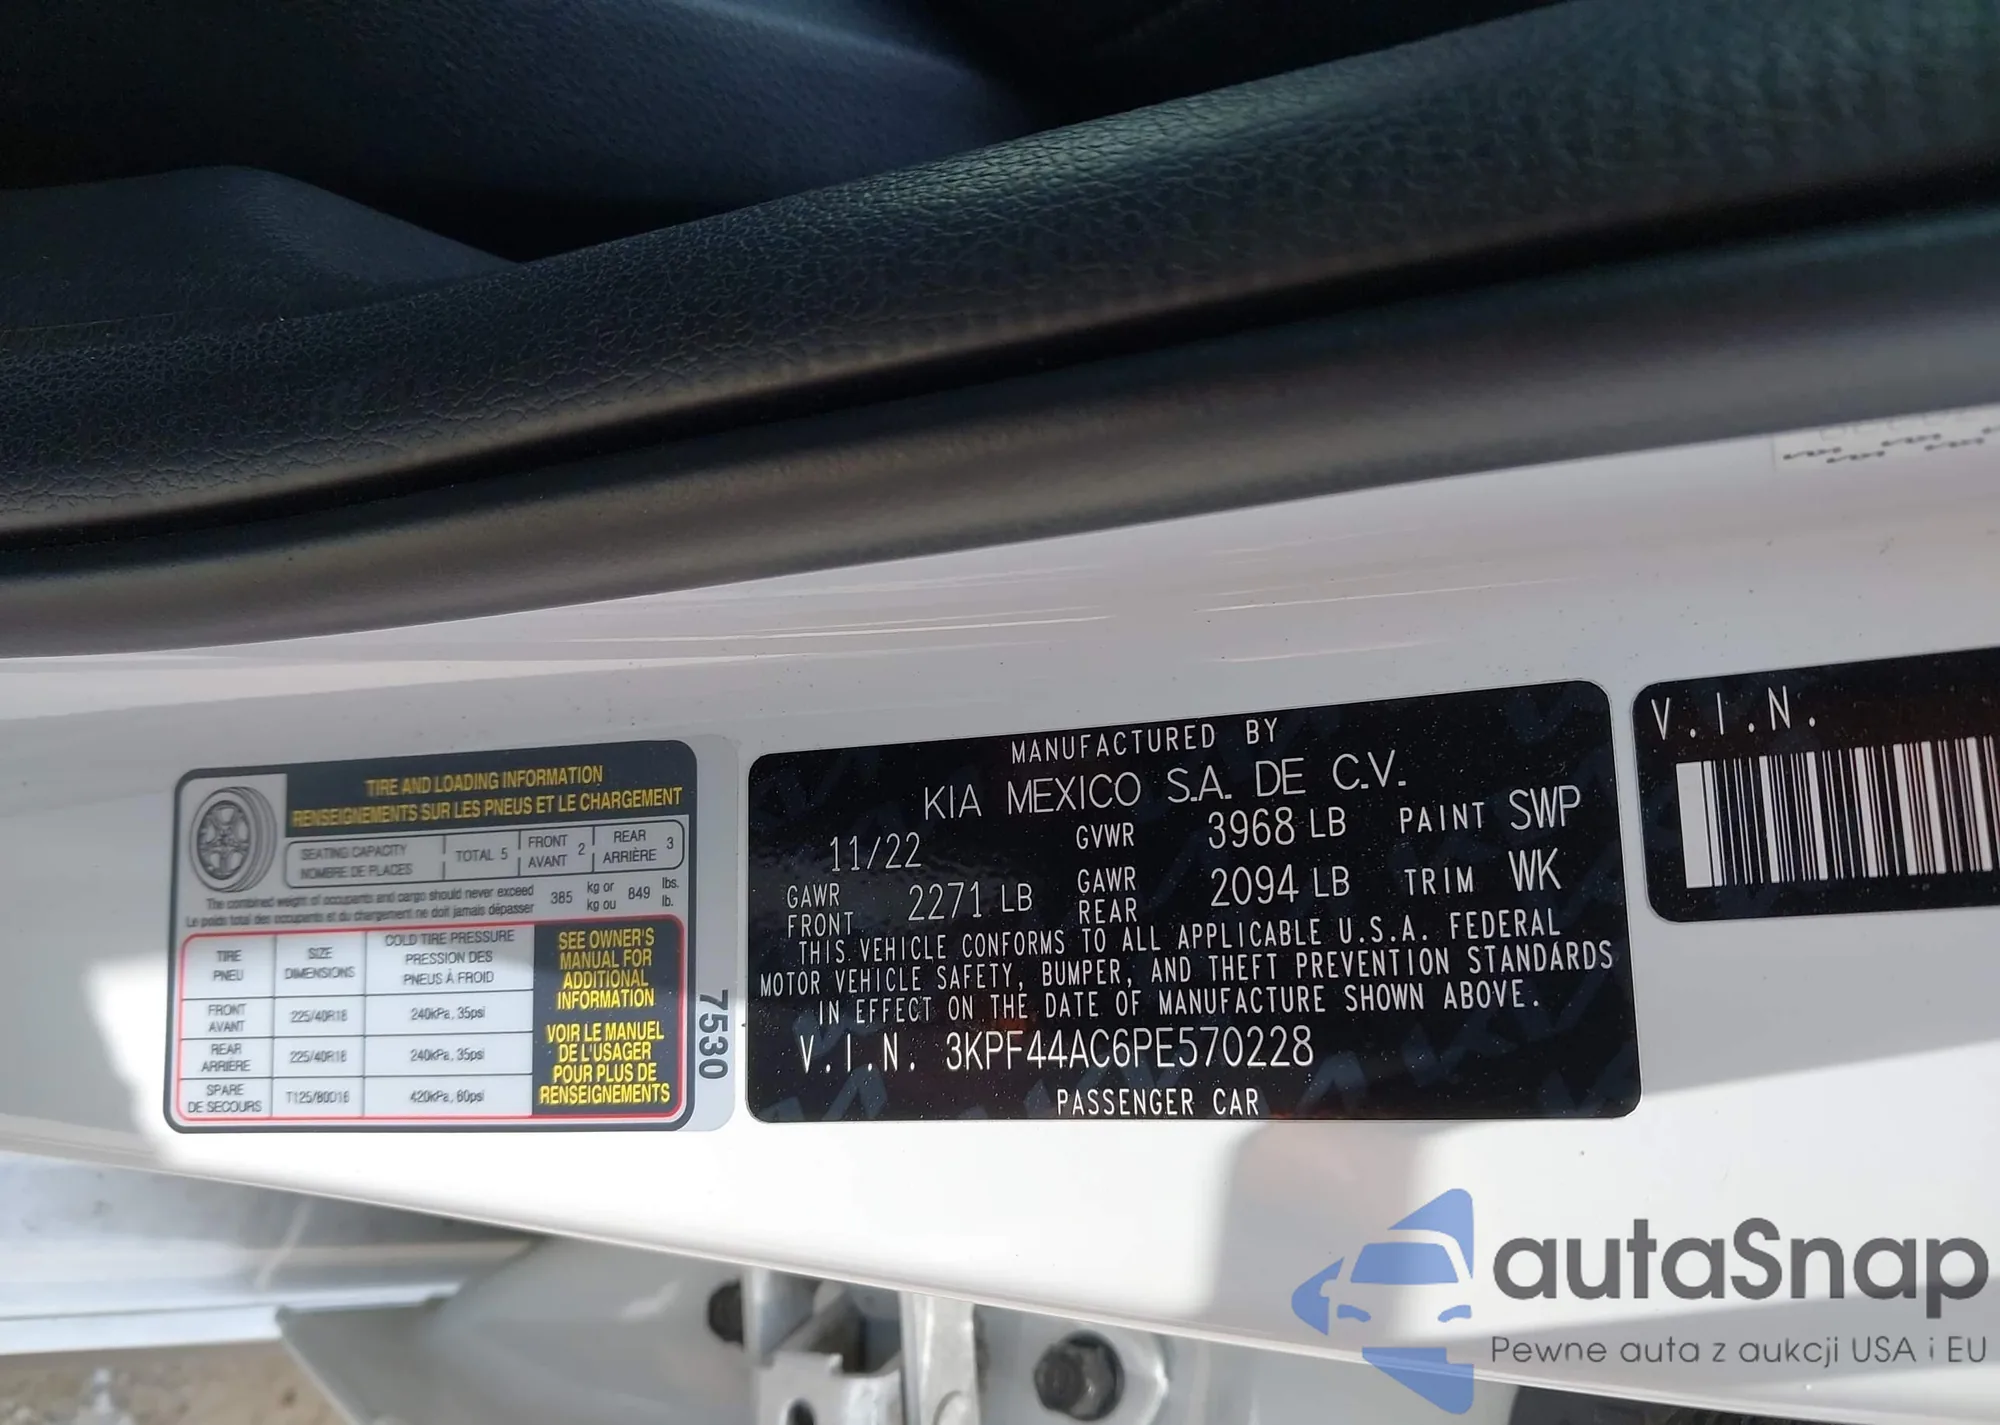 TIRE AND LOADING INFORMATION
RENSEIGNEMENTS SUR LES PNEUS ET LE CHARGEMENT
SEATING CAPACITY
NOMBRE DE PLACES
TOTAL 5
FRONT
AVANT
2
REAR
ARRIÈRE
3
The combined weight of occupants and cargo should never exceed
Le poids total des occupants et du chargement ne doit jamais dépasser
385
kg or
kg ou
849
lbs.
lb.
TIRE
PNEU
SIZE
DIMENSIONS
COLD TIRE PRESSURE
PRESSION DES
PNEUS À FROID
FRONT
AVANT
225/40R18
240kPa, 35psi
REAR
ARRIÈRE
225/40R18
240kPa, 35psi
SPARE
DE SECOURS
T125/80D16
420kPa, 60psi
SEE OWNER'S
MANUAL FOR
ADDITIONAL
INFORMATION
VOIR LE MANUEL
DE L'USAGER
POUR PLUS DE
RENSEIGNEMENTS
7530
MANUFACTURED BY
KIA MEXICO S.A. DE C.V.
11/22 GVWR 3968 LB PAINT SWP
GAWR
FRONT
2271 LB
GAWR
REAR
2094 LB TRIM WK
THIS VEHICLE CONFORMS TO ALL APPLICABLE U.S.A. FEDERAL
MOTOR VEHICLE SAFETY, BUMPER, AND THEFT PREVENTION STANDARDS
IN EFFECT ON THE DATE OF MANUFACTURE SHOWN ABOVE.
V.I.N. 3KPF44AC6PE570228
PASSENGER CAR
V.I.N.
autaSnap
Pewne auta z aukcji USA i EU